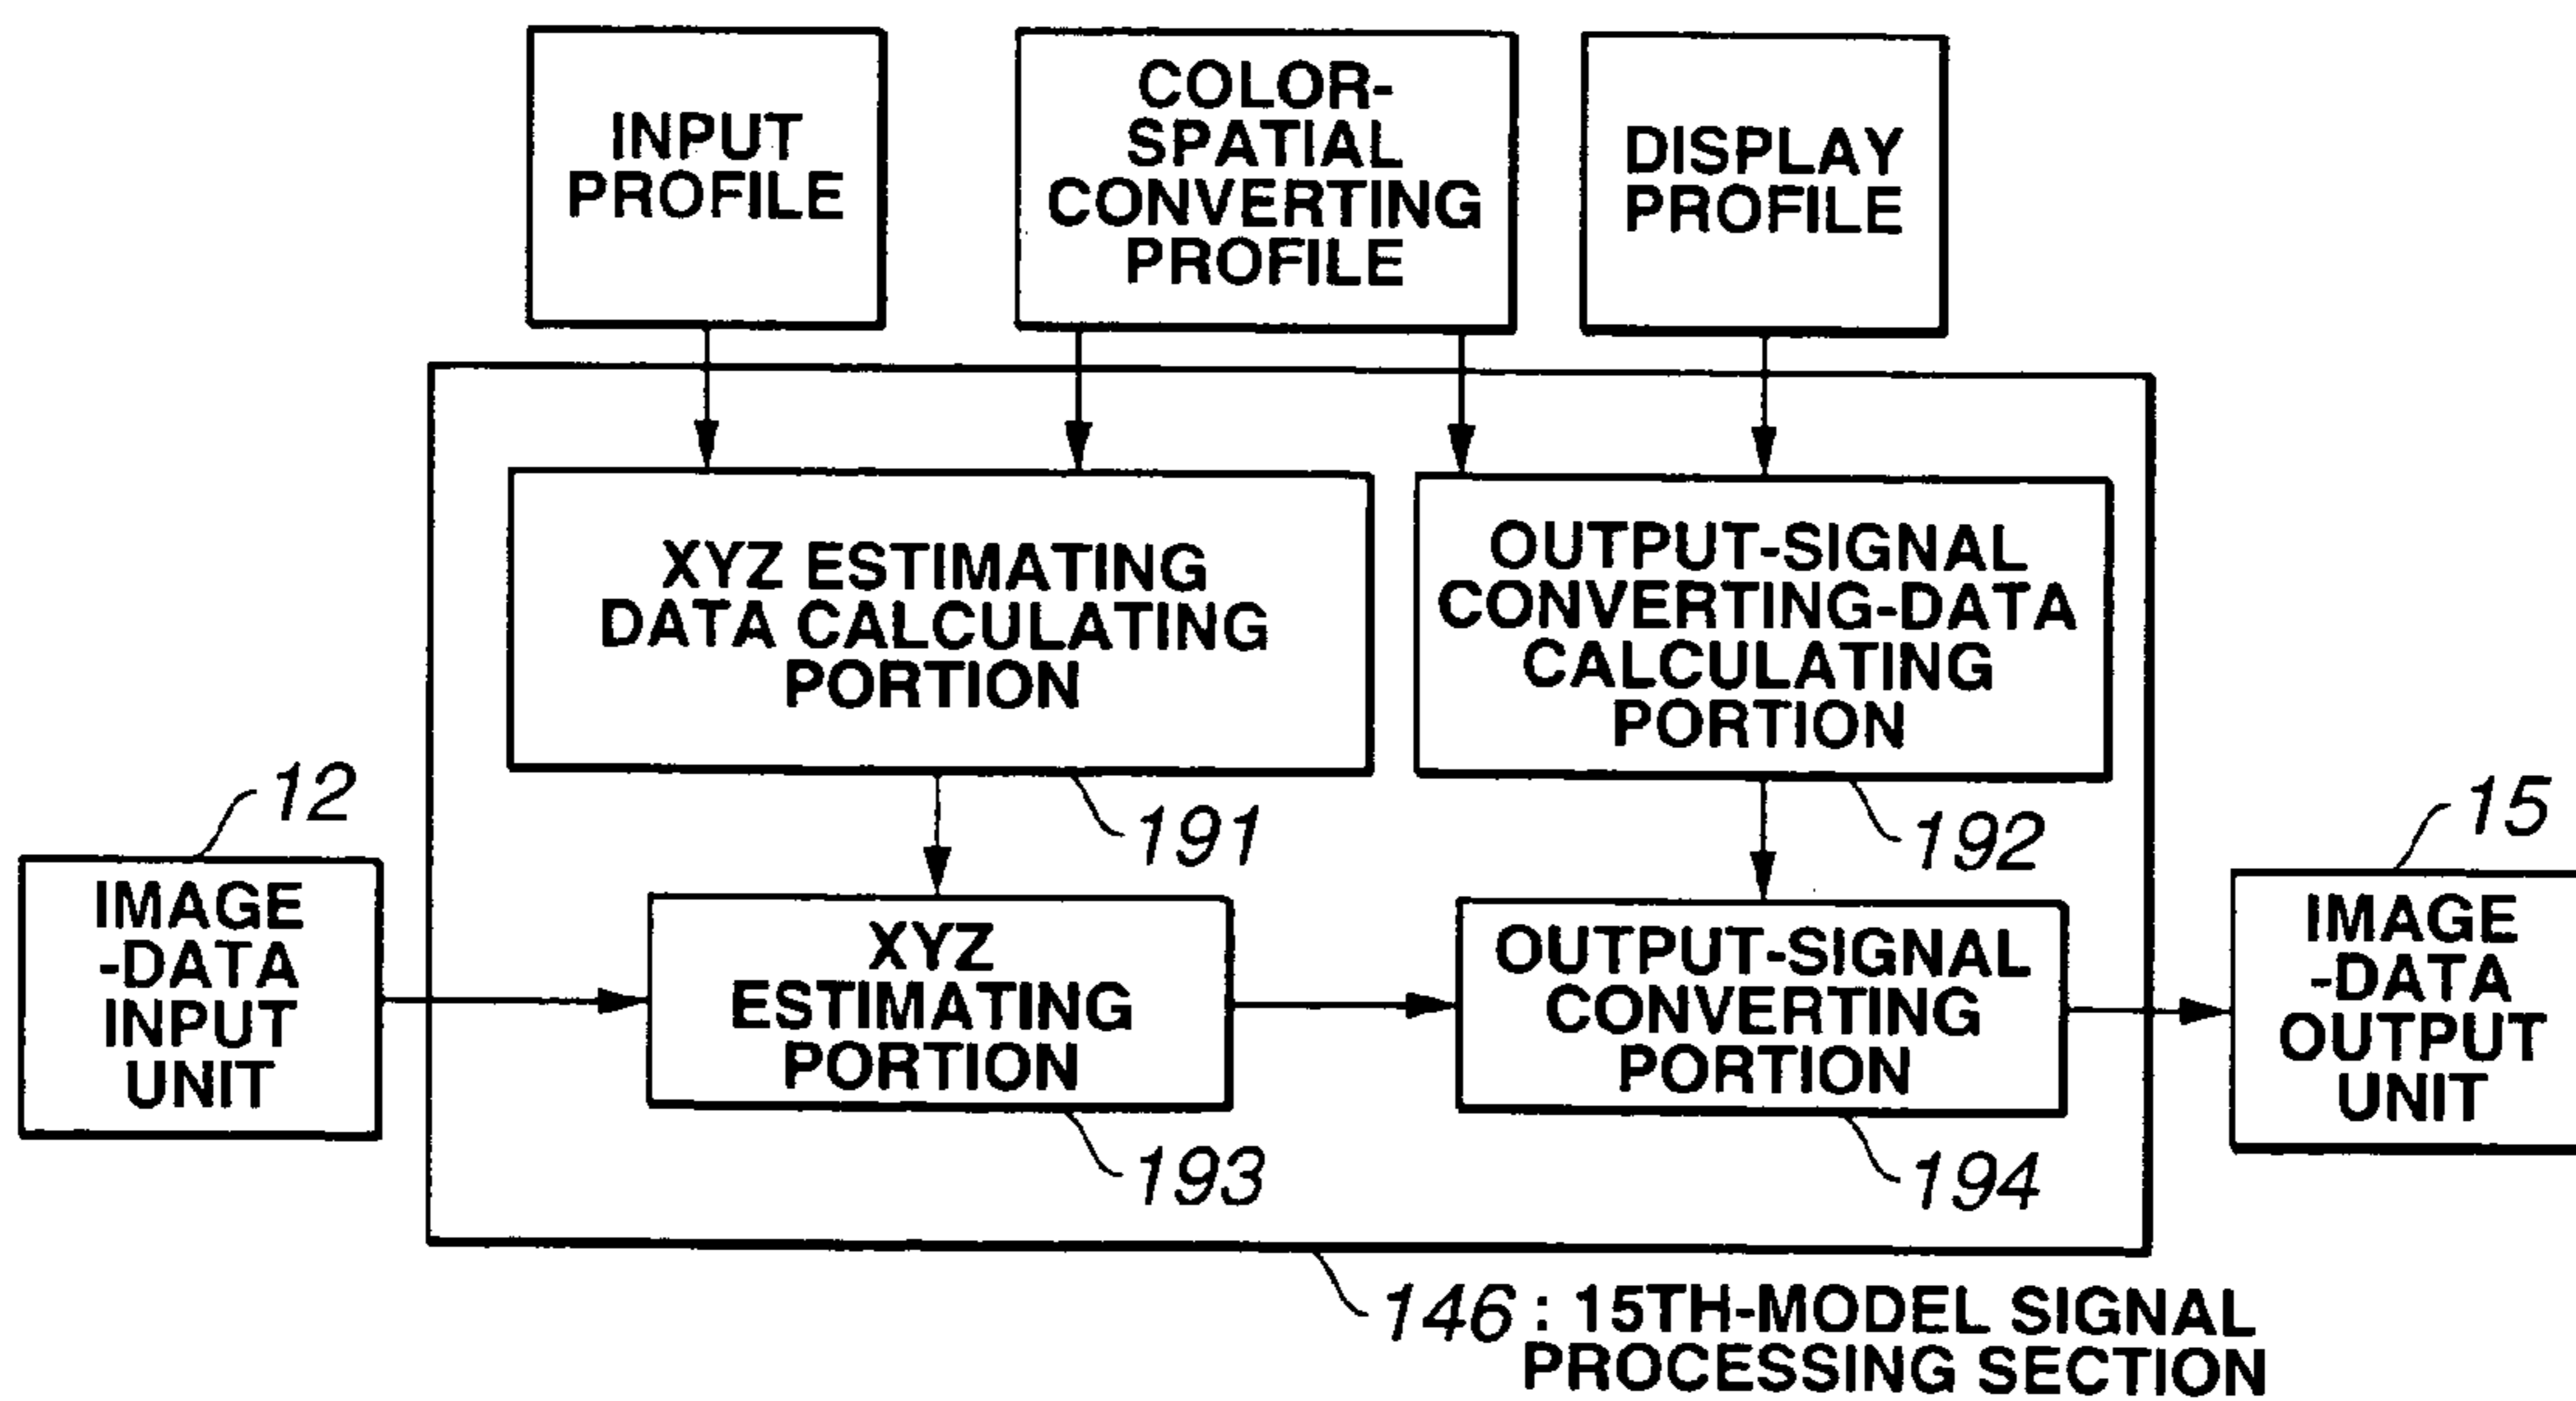 INPUT
PROFILE
COLOR-
SPATIAL
CONVERTING
PROFILE
DISPLAY
PROFILE
XYZ ESTIMATING
DATA CALCULATING
PORTION
OUTPUT-SIGNAL
CONVERTING-DATA
CALCULATING
PORTION
12
191
192
15
IMAGE
-DATA
INPUT
UNIT
XYZ
ESTIMATING
PORTION
OUTPUT-SIGNAL
CONVERTING
PORTION
IMAGE
-DATA
OUTPUT
UNIT
193
194
146 : 15TH-MODEL SIGNAL
PROCESSING SECTION